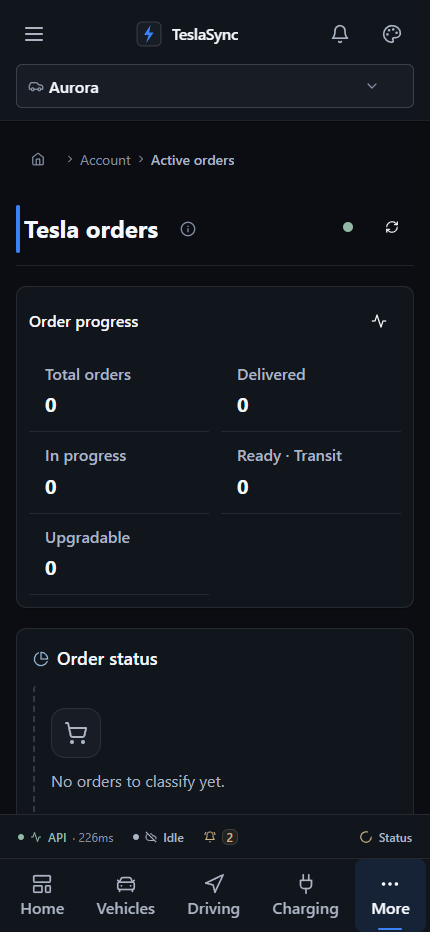 TeslaSync
Aurora
Account > Active orders
Tesla orders
Order progress
Total orders
0
Delivered
0
In progress
0
Ready · Transit
0
Upgradable
0
Order status
No orders to classify yet.
API · 226ms Idle 2 Status
Home Vehicles Driving Charging More